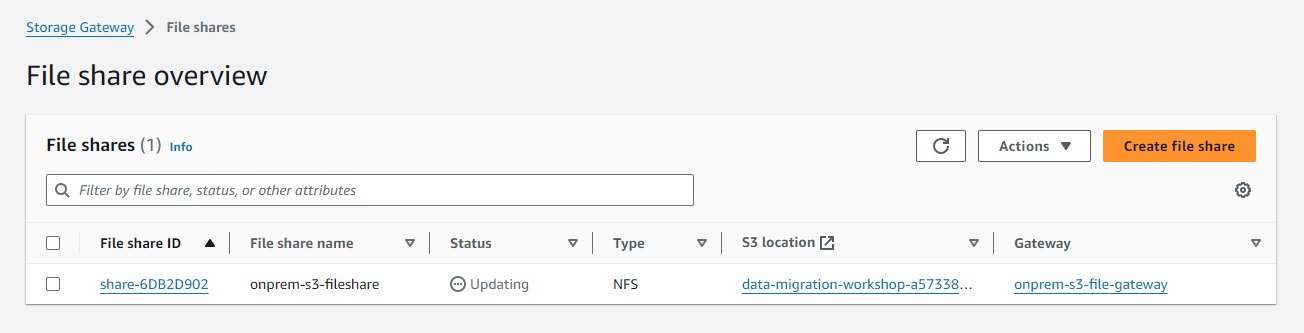 Storage Gateway > File shares
File share overview
File shares (1) Info
Actions Create file share
Filter by file share, status, or other attributes
File share ID File share name Status Type S3 location Gateway
share-6DB2D902 onprem-s3-fileshare Updating NFS data-migration-workshop-a57338... onprem-s3-file-gateway